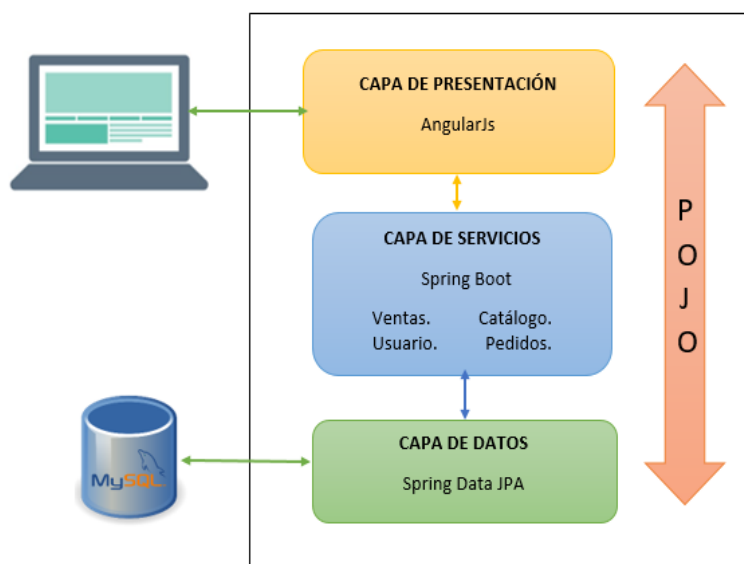 CAPA DE PRESENTACIÓN
AngularJs
CAPA DE SERVICIOS
Spring Boot
Ventas. Catálogo.
Usuario. Pedidos.
CAPA DE DATOS
Spring Data JPA
MySQL
P
O
J
O